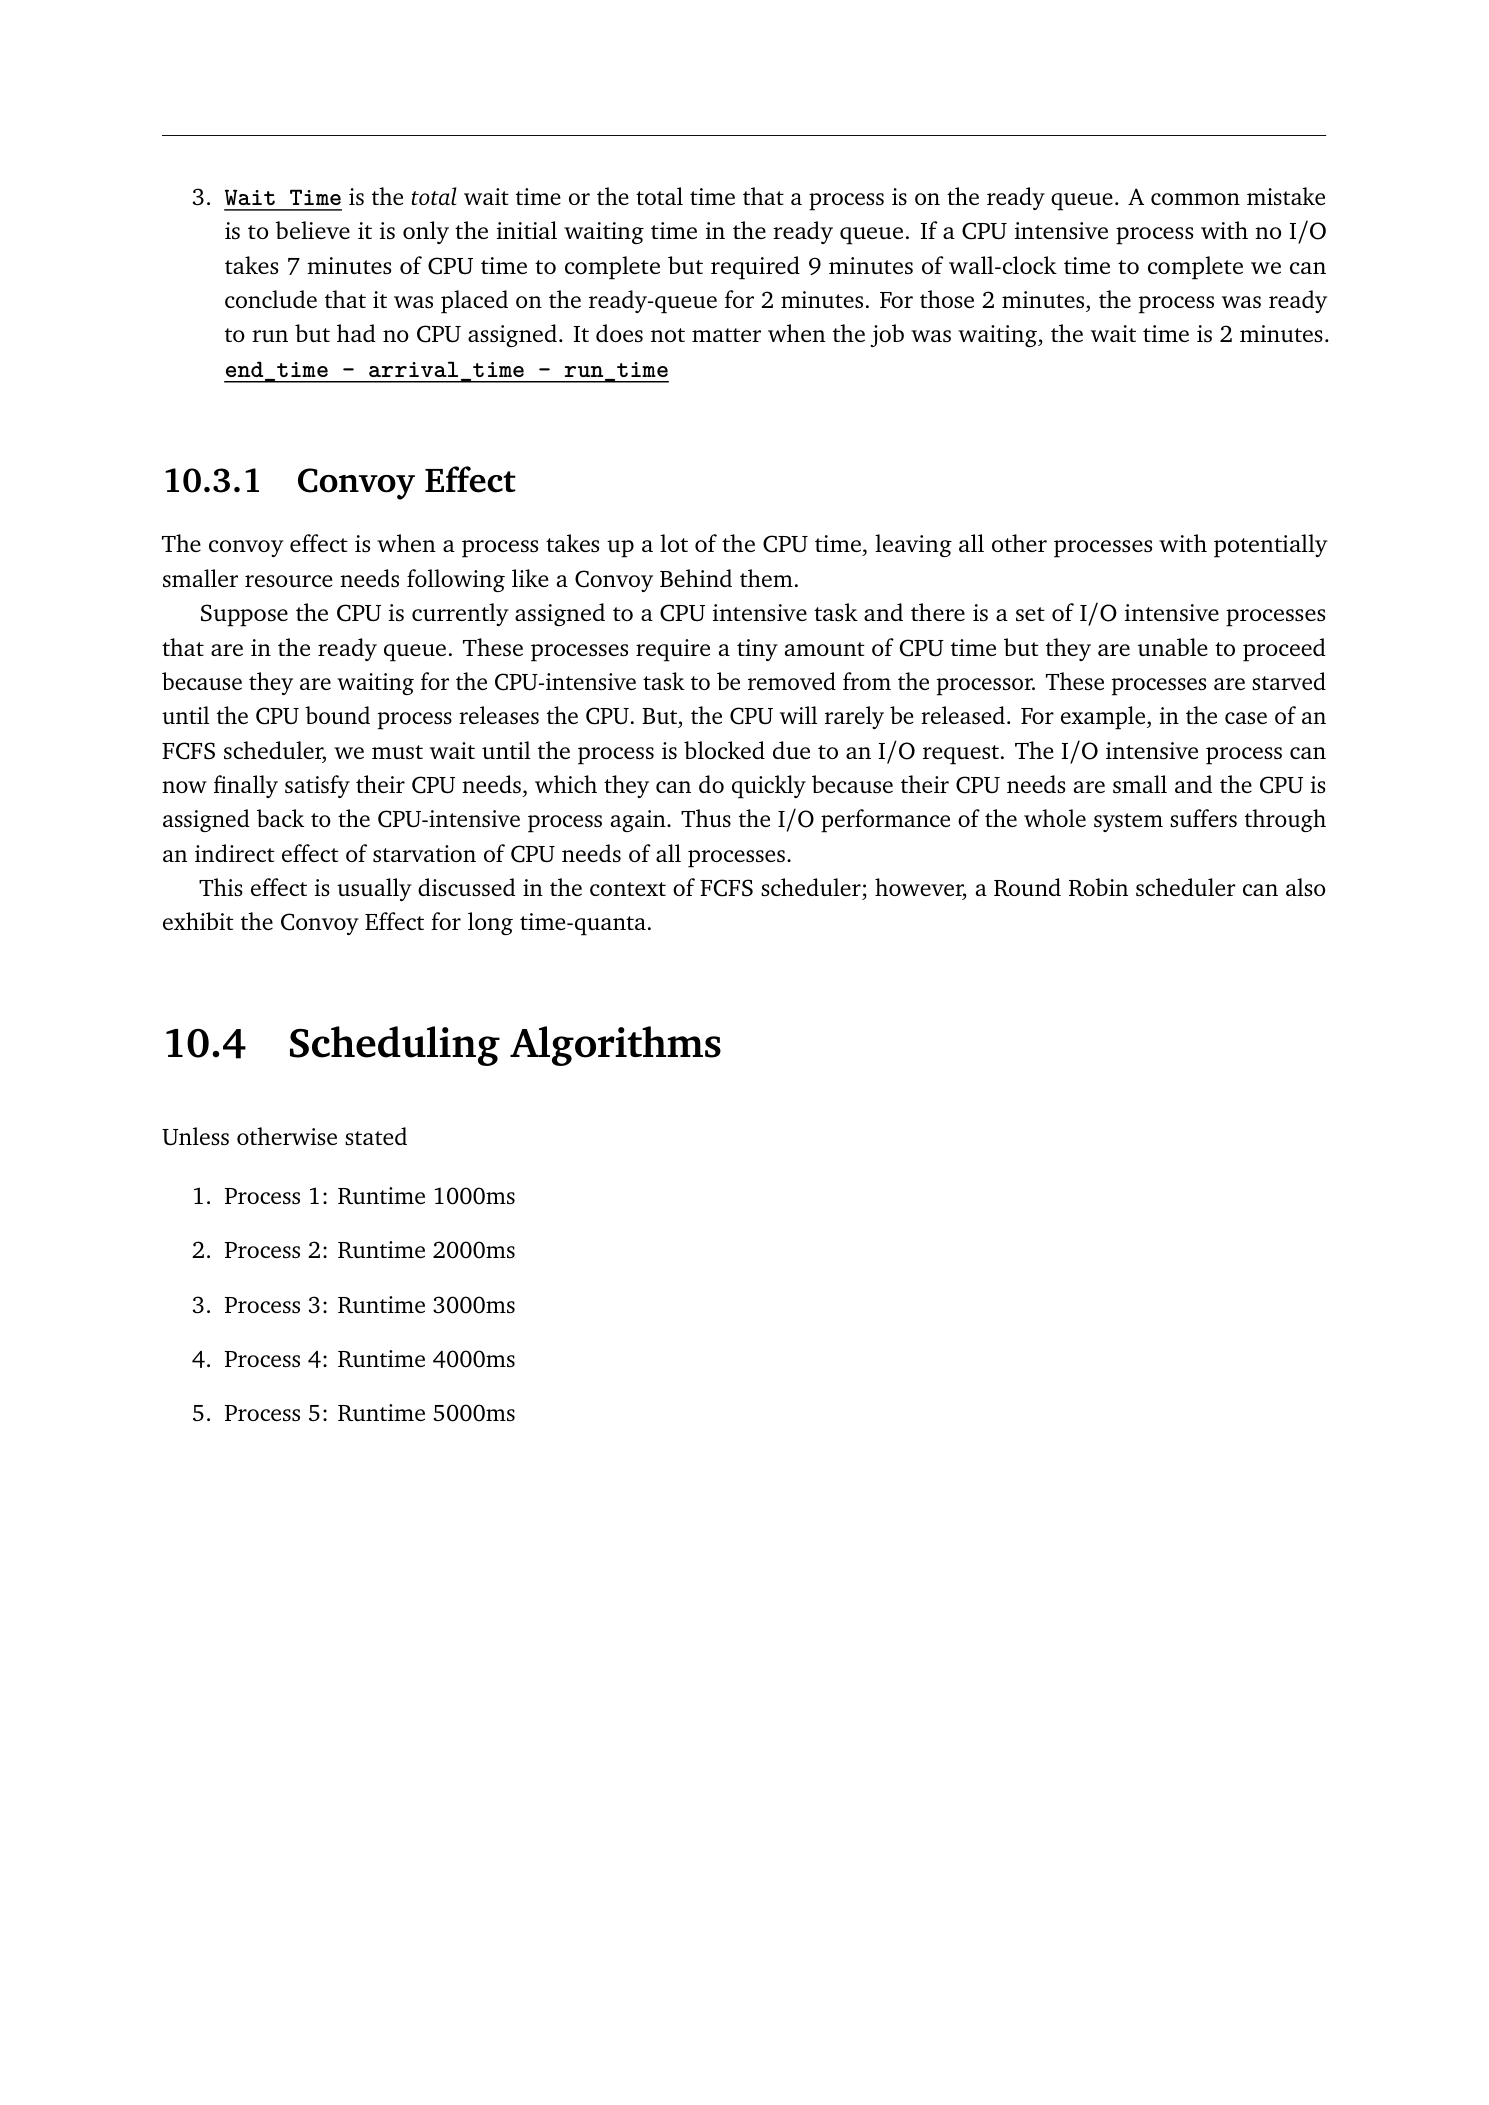 3. Wait Time is the total wait time or the total time that a process is on the ready queue. A common mistake
is to believe it is only the initial waiting time in the ready queue. If a CPU intensive process with no I/O
takes 7 minutes of CPU time to complete but required 9 minutes of wall-clock time to complete we can
conclude that it was placed on the ready-queue for 2 minutes. For those 2 minutes, the process was ready
to run but had no CPU assigned. It does not matter when the job was waiting, the wait time is 2 minutes.
end_time - arrival_time - run_time
10.3.1 Convoy Effect
The convoy effect is when a process takes up a lot of the CPU time, leaving all other processes with potentially
smaller resource needs following like a Convoy Behind them.
Suppose the CPU is currently assigned to a CPU intensive task and there is a set of I/O intensive processes
that are in the ready queue. These processes require a tiny amount of CPU time but they are unable to proceed
because they are waiting for the CPU-intensive task to be removed from the processor. These processes are starved
until the CPU bound process releases the CPU. But, the CPU will rarely be released. For example, in the case of an
FCFS scheduler, we must wait until the process is blocked due to an I/O request. The I/O intensive process can
now finally satisfy their CPU needs, which they can do quickly because their CPU needs are small and the CPU is
assigned back to the CPU-intensive process again. Thus the I/O performance of the whole system suffers through
an indirect effect of starvation of CPU needs of all processes.
This effect is usually discussed in the context of FCFS scheduler; however, a Round Robin scheduler can also
exhibit the Convoy Effect for long time-quanta.
10.4 Scheduling Algorithms
Unless otherwise stated
1. Process 1: Runtime 1000ms
2. Process 2: Runtime 2000ms
3. Process 3: Runtime 3000ms
4. Process 4: Runtime 4000ms
5. Process 5: Runtime 5000ms